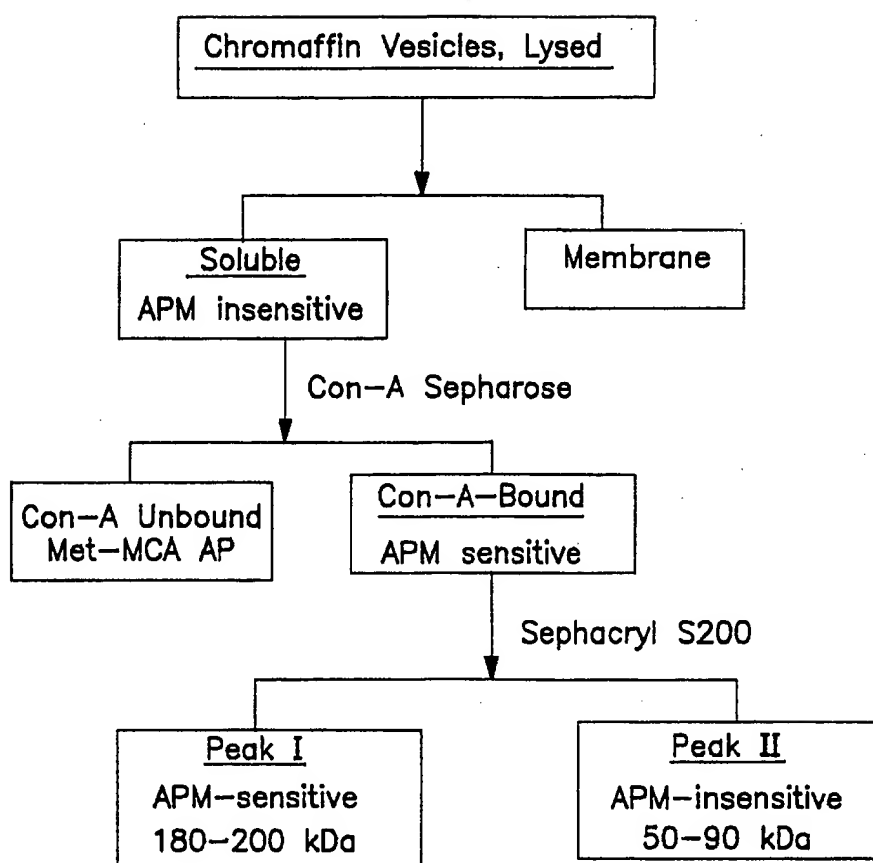 Chromaffin Vesicles, Lysed
Soluble
APM insensitive
Membrane
Con-A Sepharose
Con-A Unbound
Met-MCA AP
Con-A-Bound
APM sensitive
Sephacryl S200
Peak I
APM-sensitive
180-200 kDa
Peak II
APM-insensitive
50-90 kDa